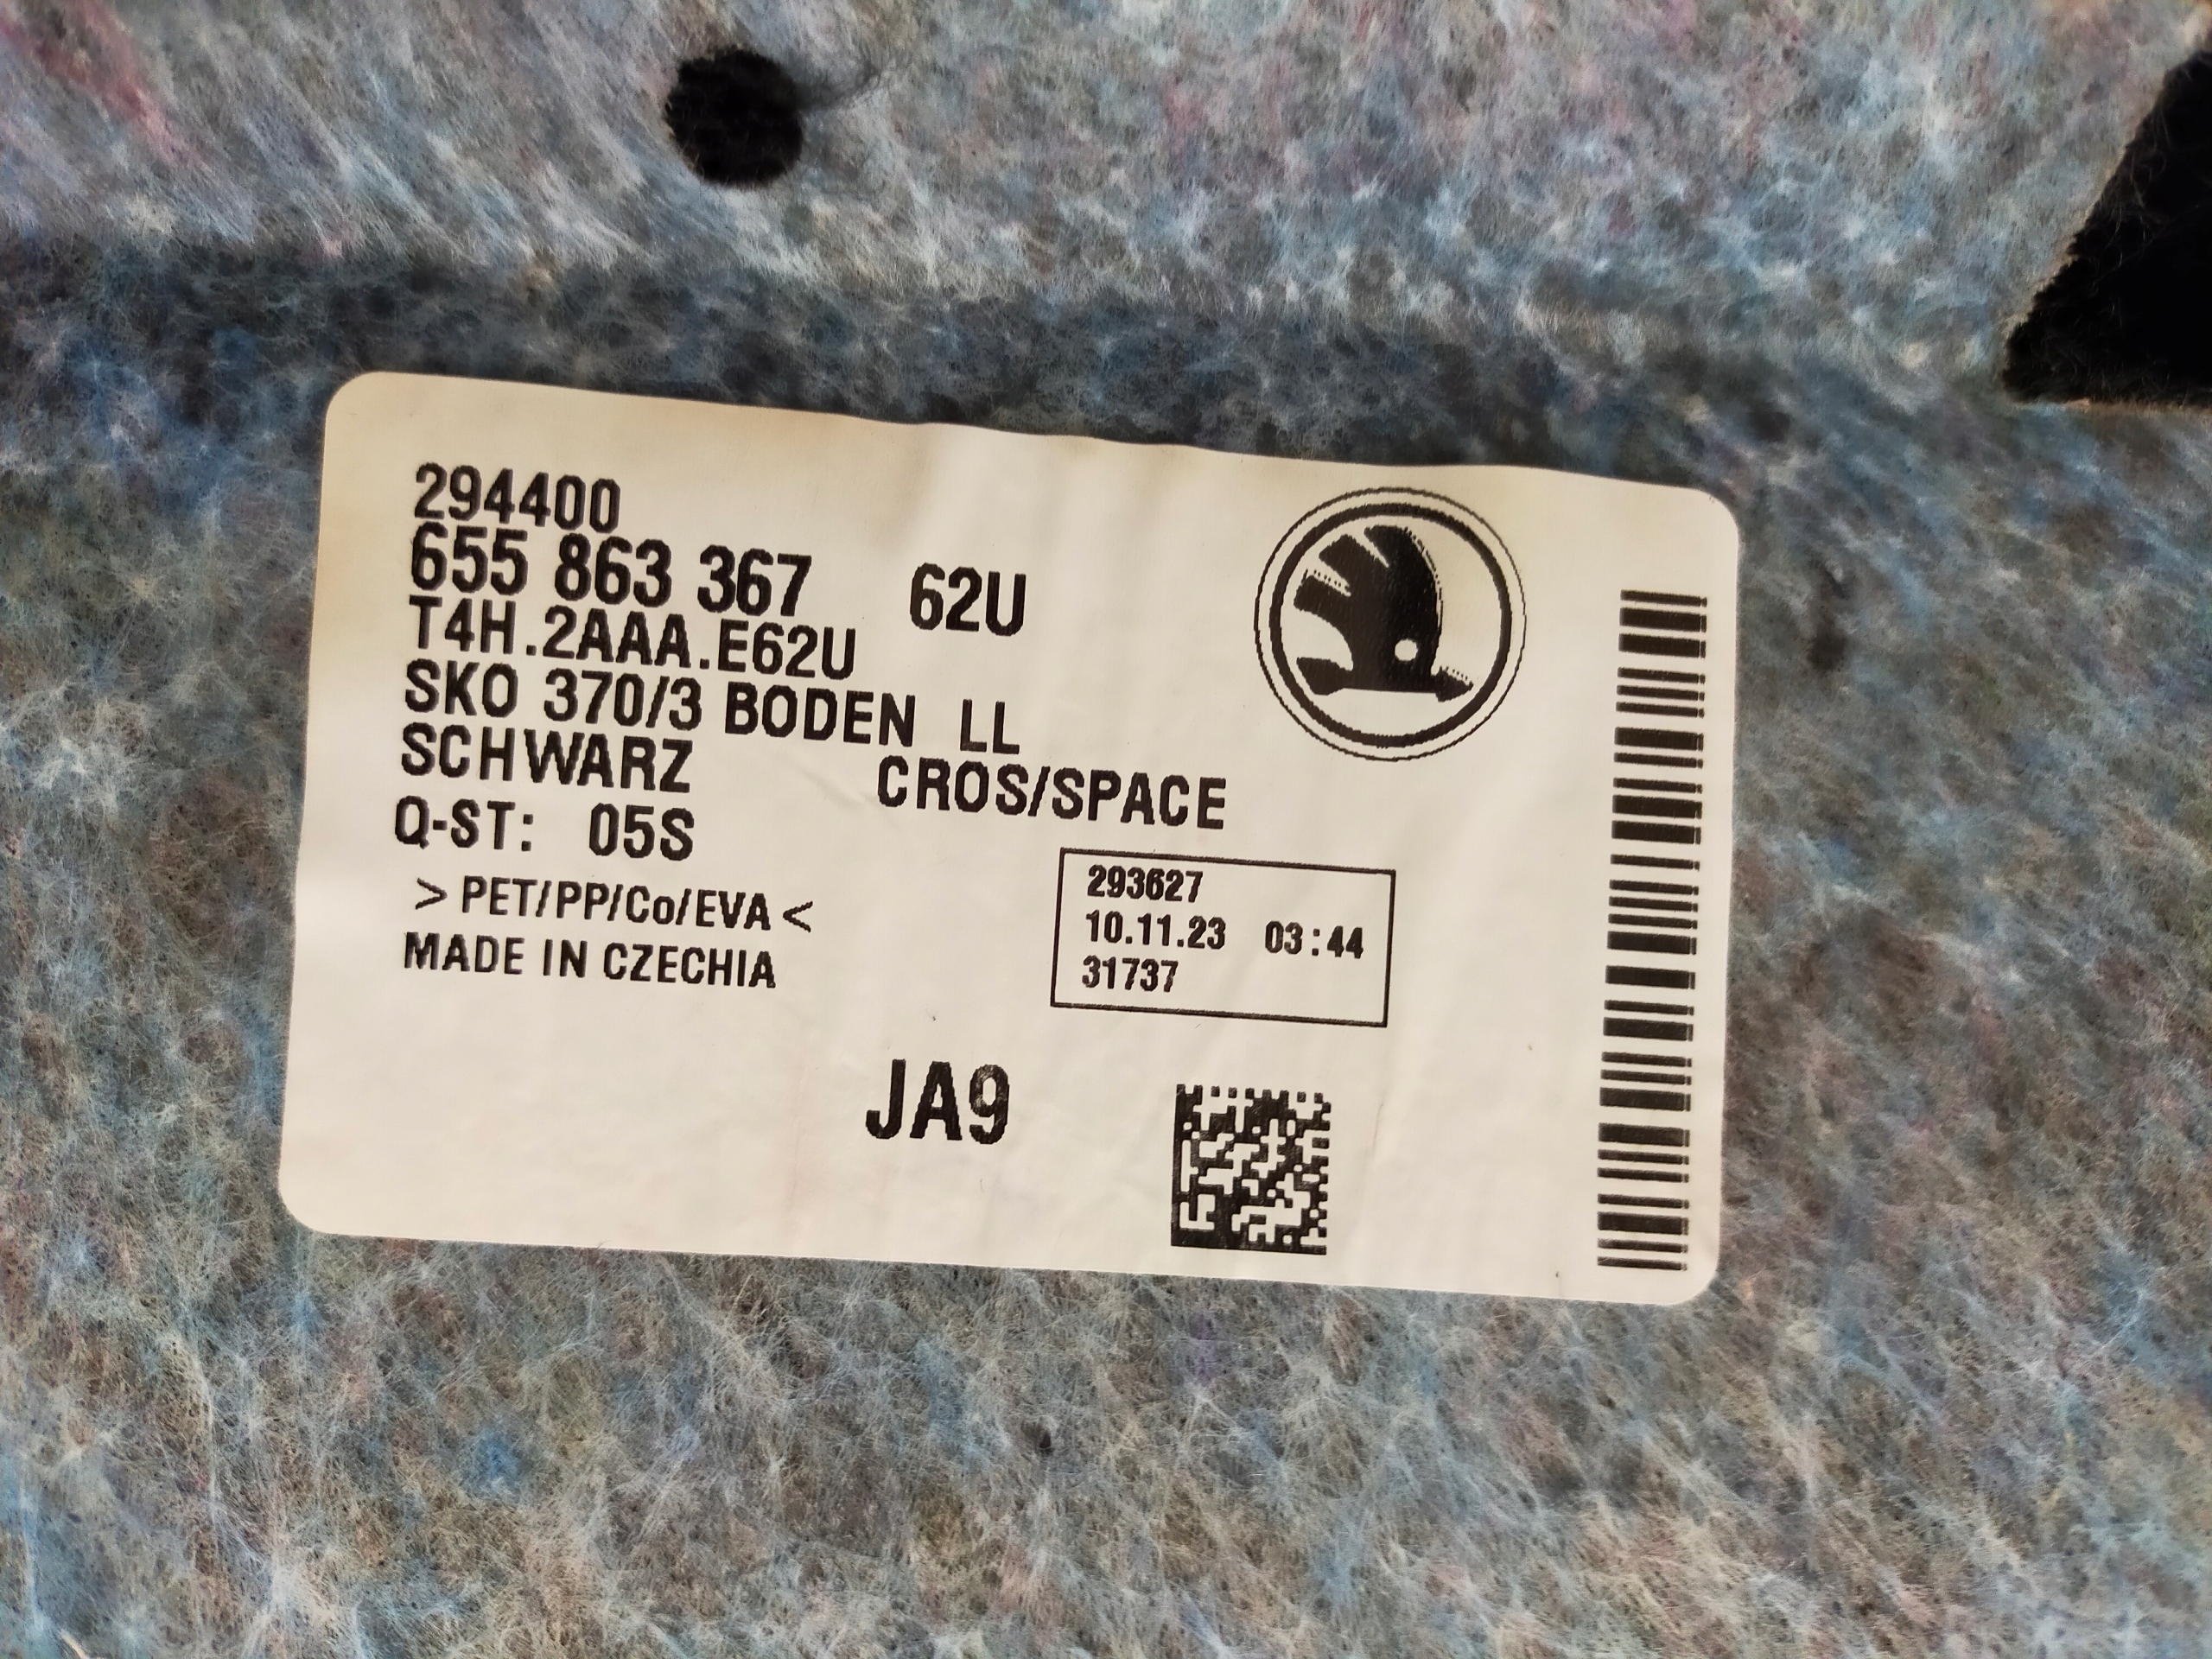 294400
655 863 367 62U
T4H.2AAA.E62U
SKO 370/3 BODEN LL
SCHWARZ CROS/SPACE
Q-ST: 05S
> PET/PP/Co/EVA <
MADE IN CZECHIA
293627
10.11.23 03:44
31737
JA9